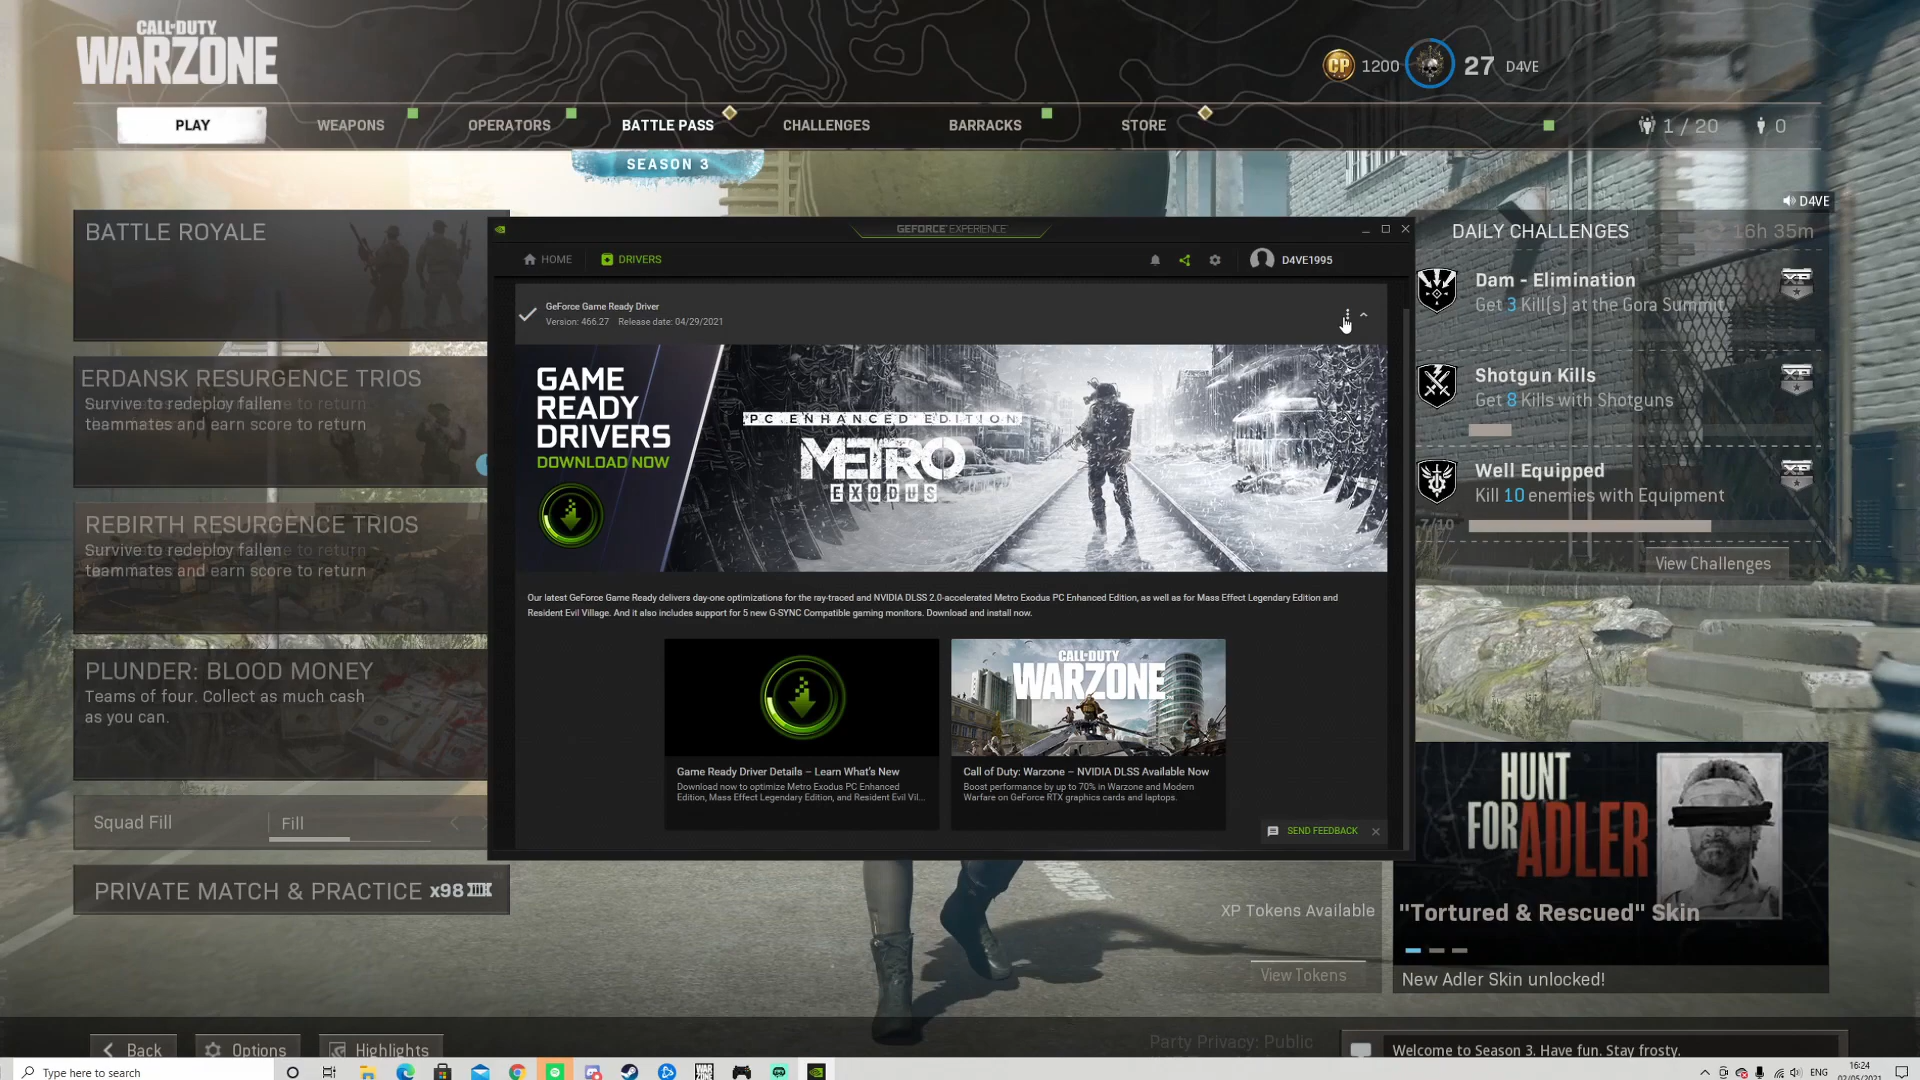 CALL·DUTY
WARZONE
CP 1200 27 D4VE
PLAY
WEAPONS
OPERATORS
BATTLE PASS
CHALLENGES
BARRACKS
STORE
1 / 20
0
SEASON 3
D4VE
BATTLE ROYALE
ERDANSK RESURGENCE TRIOS
Survive to redeploy fallen
teammates and earn score to return
REBIRTH RESURGENCE TRIOS
Survive to redeploy fallen
teammates and earn score to return
PLUNDER: BLOOD MONEY
Teams of four. Collect as much cash
as you can.
Squad Fill
Fill
PRIVATE MATCH & PRACTICE x98
GEFORCE EXPERIENCE
HOME
DRIVERS
D4VE1995
GeForce Game Ready Driver
Version: 466.27 Release date: 04/29/2021
GAME
READY
DRIVERS
DOWNLOAD NOW
PC ENHANCED EDITION
METRO
EXODUS
Our latest GeForce Game Ready delivers day-one optimizations for the ray-traced and NVIDIA DLSS 2.0-accelerated Metro Exodus PC Enhanced Edition, as well as for Mass Effect Legendary Edition and
Resident Evil Village. And it also includes support for 5 new G-SYNC Compatible gaming monitors. Download and install now.
Game Ready Driver Details – Learn What's New
Download now to optimize Metro Exodus PC Enhanced
Edition, Mass Effect Legendary Edition, and Resident Evil Vil...
CALL·DUTY
WARZONE
Call of Duty: Warzone – NVIDIA DLSS Available Now
Boost performance by up to 70% in Warzone and Modern
Warfare on GeForce RTX graphics cards and laptops.
SEND FEEDBACK
DAILY CHALLENGES
16h 35m
Dam - Elimination
Get 3 Kill(s) at the Gora Summit
XP
Shotgun Kills
Get 8 Kills with Shotguns
XP
Well Equipped
Kill 10 enemies with Equipment
XP
7/10
View Challenges
HUNT
FOR ADLER
"Tortured & Rescued" Skin
New Adler Skin unlocked!
XP Tokens Available
View Tokens
Back
Options
Highlights
Party Privacy: Public
Welcome to Season 3. Have fun. Stay frosty.
Type here to search
WARZONE
ENG
16:24
02/05/2021